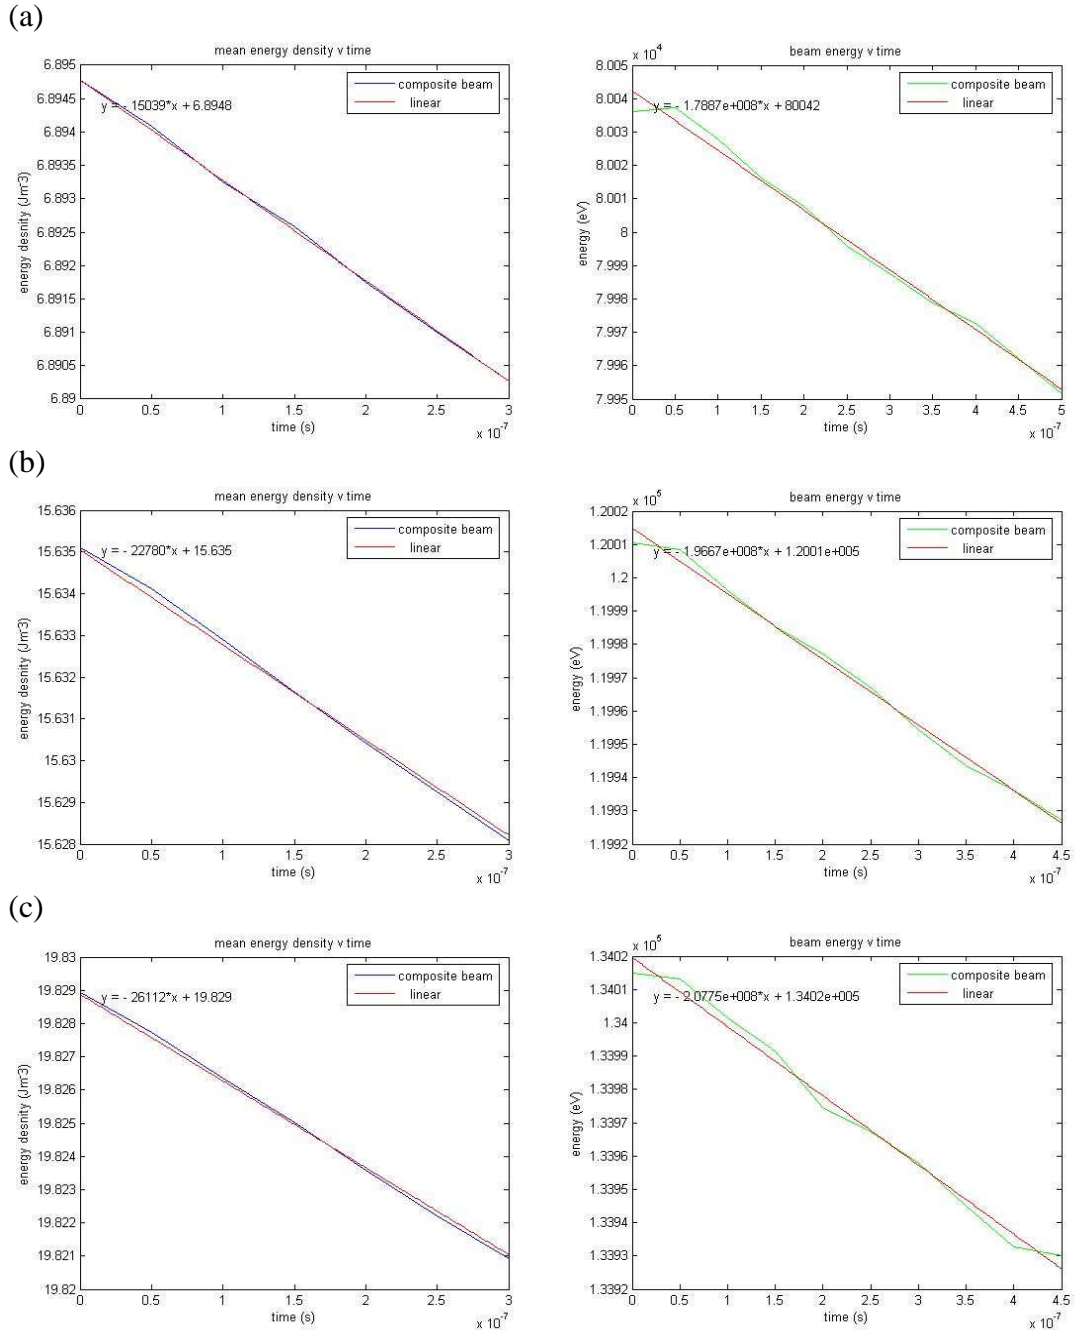 (a)
mean energy density v time
6.895
6.8945
6.894
6.8935
6.893
6.8925
6.892
6.8915
6.891
6.8905
6.89
energy desnity (Jm⁻3)
composite beam
linear
y = - 15039*x + 6.8948
0 0.5 1 1.5 2 2.5 3
time (s)
x 10⁻⁷
beam energy v time
x 10⁴
8.005
8.004
8.003
8.002
8.001
8
7.999
7.998
7.997
7.996
7.995
energy (eV)
composite beam
linear
y = - 1.7887e+008*x + 80042
0 0.5 1 1.5 2 2.5 3 3.5 4 4.5 5
time (s)
x 10⁻⁷
(b)
mean energy density v time
15.636
15.635
15.634
15.633
15.632
15.631
15.63
15.629
15.628
energy desnity (Jm⁻3)
composite beam
linear
y = - 22780*x + 15.635
0 0.5 1 1.5 2 2.5 3
time (s)
x 10⁻⁷
beam energy v time
x 10⁵
1.2002
1.2001
1.2
1.1999
1.1998
1.1997
1.1996
1.1995
1.1994
1.1993
1.1992
energy (eV)
composite beam
linear
y = - 1.9667e+008*x + 1.2001e+005
0 0.5 1 1.5 2 2.5 3 3.5 4 4.5
time (s)
x 10⁻⁷
(c)
mean energy density v time
19.83
19.829
19.828
19.827
19.826
19.825
19.824
19.823
19.822
19.821
19.82
energy desnity (Jm⁻3)
composite beam
linear
y = - 26112*x + 19.829
0 0.5 1 1.5 2 2.5 3
time (s)
x 10⁻⁷
beam energy v time
x 10⁵
1.3402
1.3401
1.34
1.3399
1.3398
1.3397
1.3396
1.3395
1.3394
1.3393
1.3392
energy (eV)
composite beam
linear
y = - 2.0775e+008*x + 1.3402e+005
0 0.5 1 1.5 2 2.5 3 3.5 4 4.5
time (s)
x 10⁻⁷